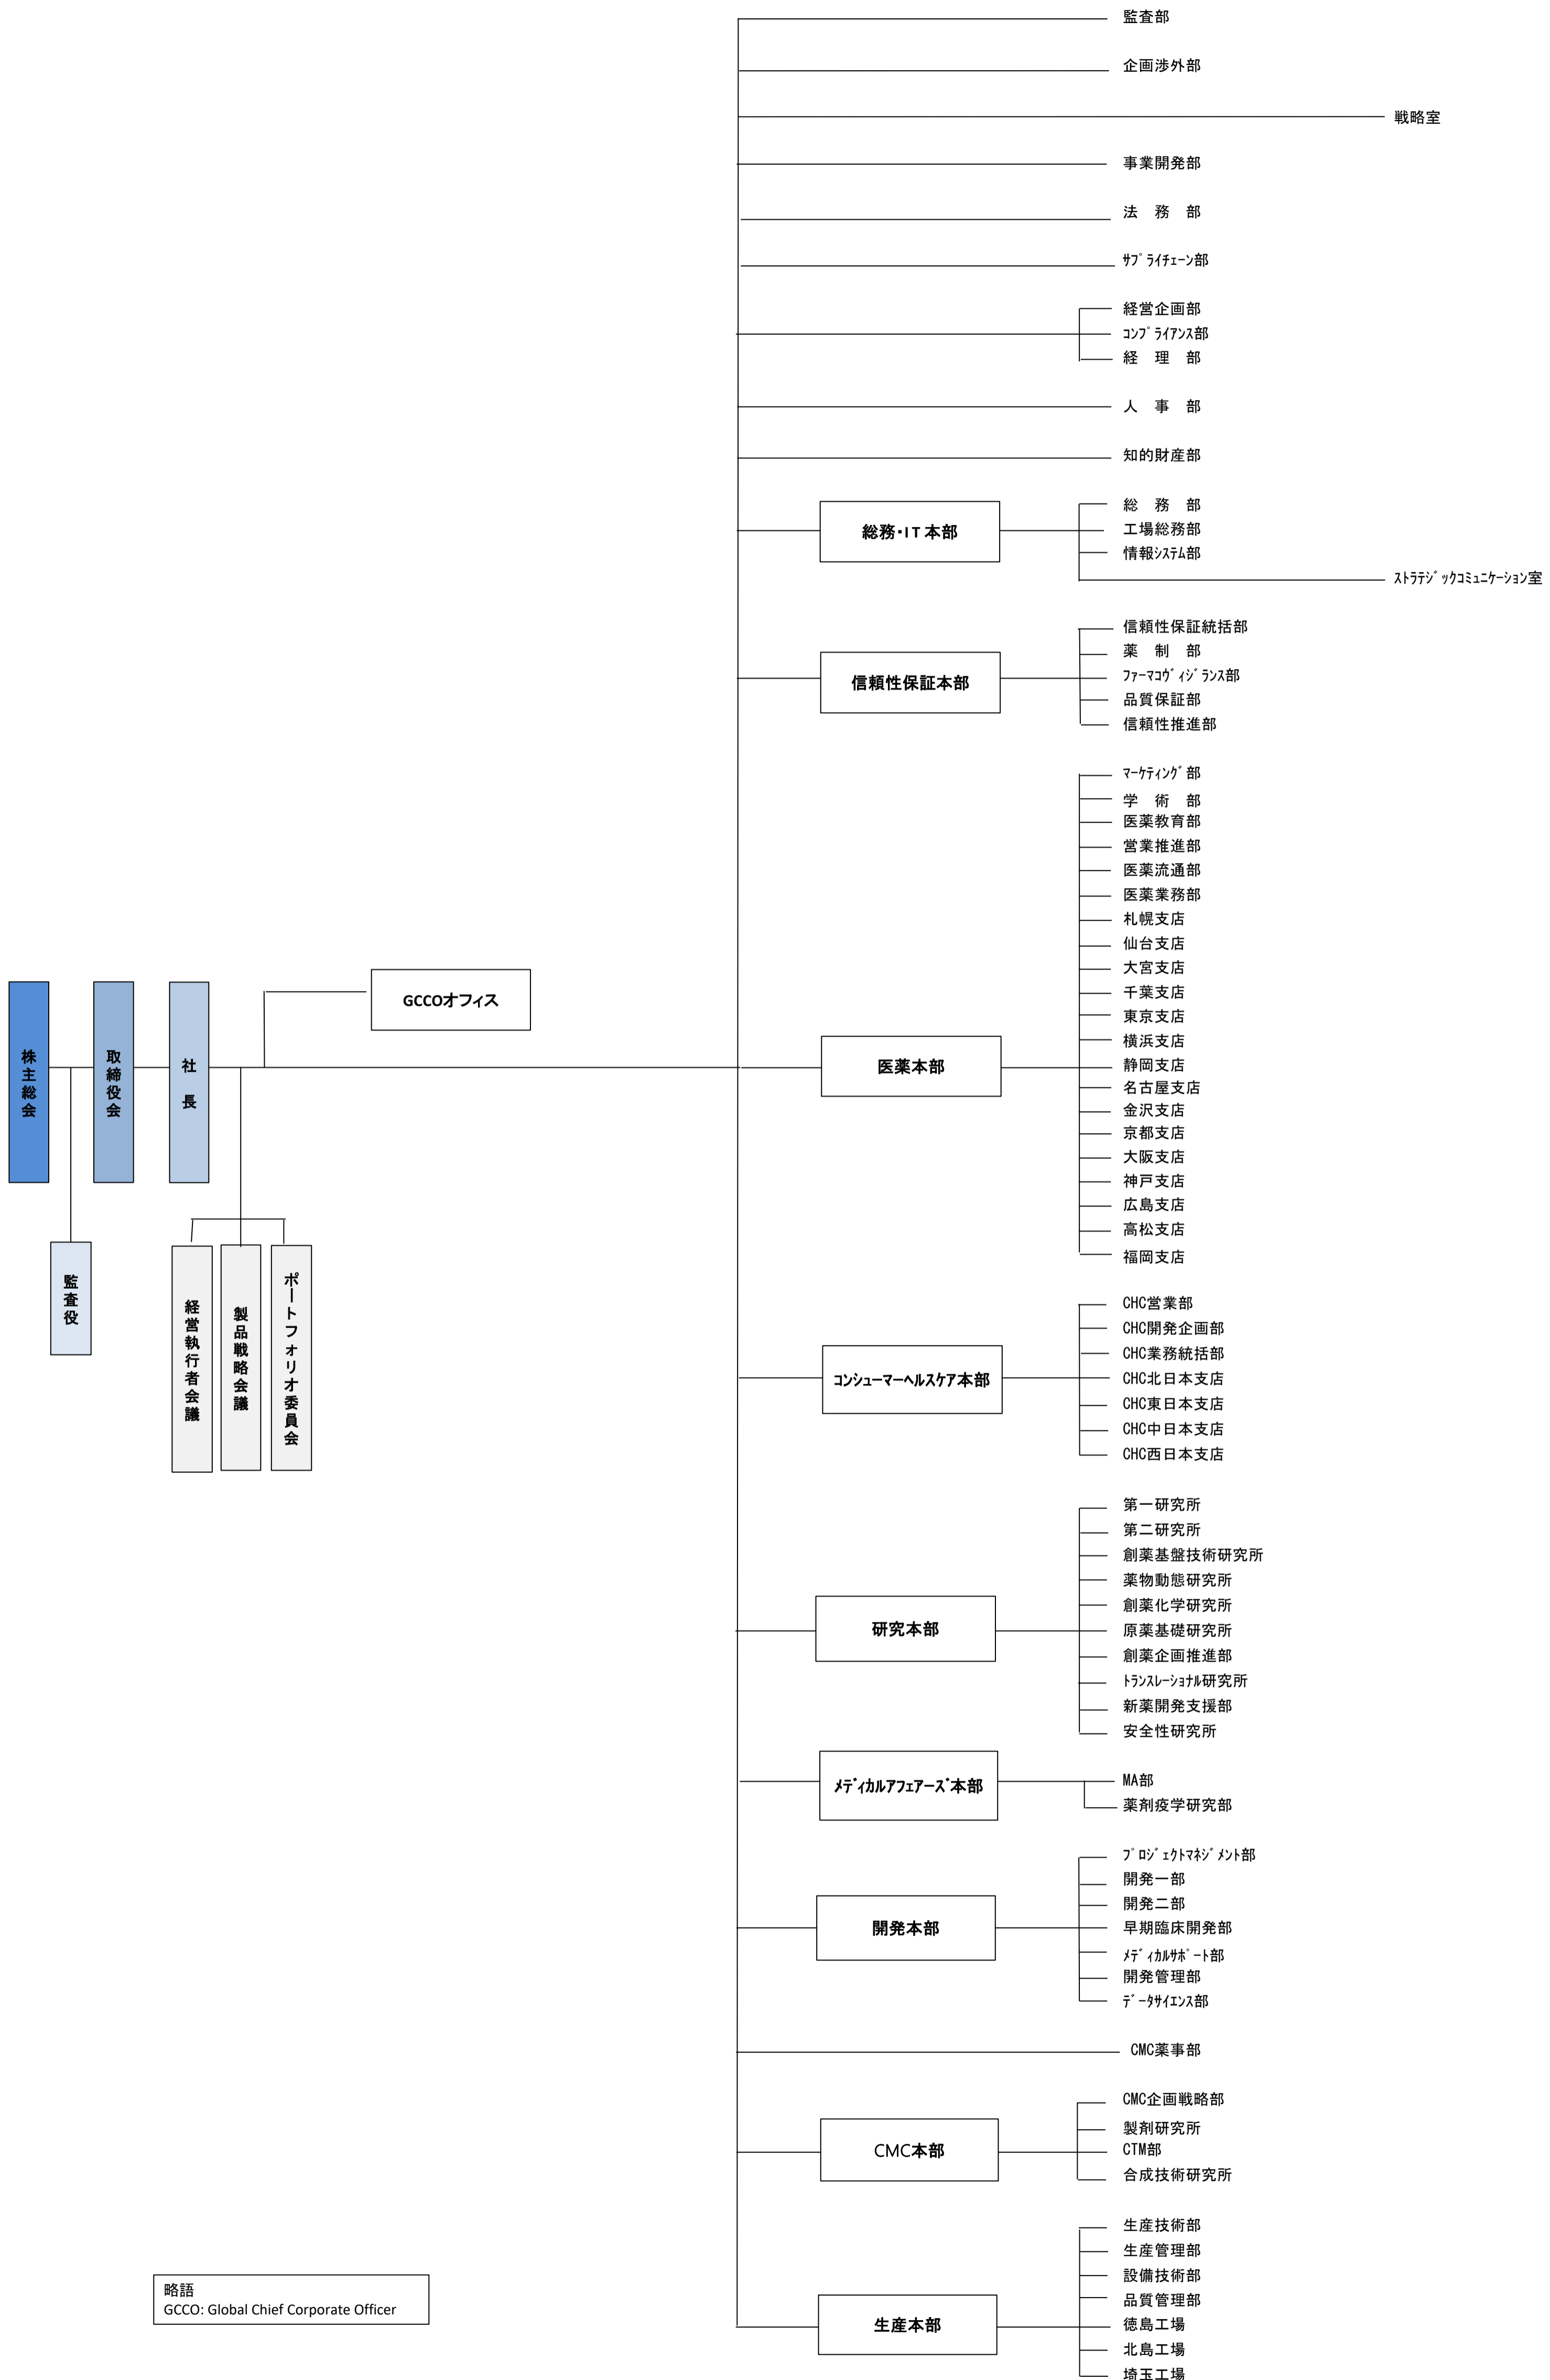 監査部
企画渉外部
戦略室
事業開発部
法　務　部
ｻﾌﾟﾗｲﾁｪｰﾝ部
経営企画部
ｺﾝﾌﾟﾗｲｱﾝｽ部
経　理　部
人　事　部
知的財産部
総務・IT 本部
総　務　部
工場総務部
情報ｼｽﾃﾑ部
ｽﾄﾗﾃｼﾞｯｸｺﾐｭﾆｹｰｼｮﾝ室
信頼性保証本部
信頼性保証統括部
薬　制　部
ﾌｧｰﾏｺｳﾞｨｼﾞﾗﾝｽ部
品質保証部
信頼性推進部
株主総会
取締役会
社　長
監査役
経営執行者会議
製品戦略会議
ポートフォリオ委員会
GCCOオフィス
医薬本部
ﾏｰｹﾃｨﾝｸﾞ部
学　術　部
医薬教育部
営業推進部
医薬流通部
医薬業務部
札幌支店
仙台支店
大宮支店
千葉支店
東京支店
横浜支店
静岡支店
名古屋支店
金沢支店
京都支店
大阪支店
神戸支店
広島支店
高松支店
福岡支店
ｺﾝｼｭｰﾏｰﾍﾙｽｹｱ本部
CHC営業部
CHC開発企画部
CHC業務統括部
CHC北日本支店
CHC東日本支店
CHC中日本支店
CHC西日本支店
研究本部
第一研究所
第二研究所
創薬基盤技術研究所
薬物動態研究所
創薬化学研究所
原薬基礎研究所
創薬企画推進部
ﾄﾗﾝｽﾚｰｼｮﾅﾙ研究所
新薬開発支援部
安全性研究所
ﾒﾃﾞｨｶﾙｱﾌｪｱｰｽﾞ本部
MA部
薬剤疫学研究部
開発本部
ﾌﾟﾛｼﾞｪｸﾄﾏﾈｼﾞﾒﾝﾄ部
開発一部
開発二部
早期臨床開発部
ﾒﾃﾞｨｶﾙｻﾎﾟｰﾄ部
開発管理部
ﾃﾞｰﾀｻｲｴﾝｽ部
CMC薬事部
CMC本部
CMC企画戦略部
製剤研究所
CTM部
合成技術研究所
生産本部
生産技術部
生産管理部
設備技術部
品質管理部
徳島工場
北島工場
埼玉工場
略語
GCCO: Global Chief Corporate Officer